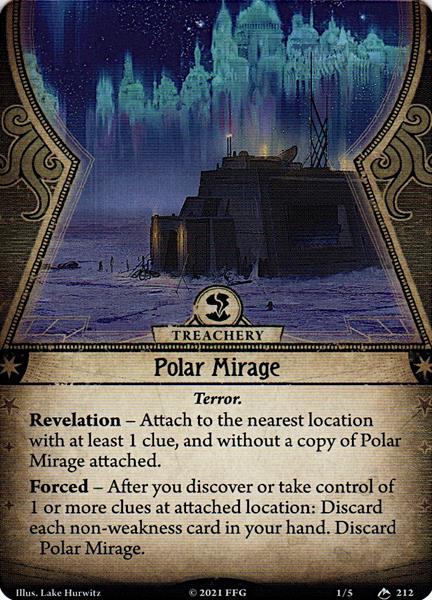 TREACHERY
Polar Mirage
Terror.
Revelation – Attach to the nearest location
with at least 1 clue, and without a copy of Polar
Mirage attached.
Forced – After you discover or take control of
1 or more clues at attached location: Discard
each non-weakness card in your hand. Discard
Polar Mirage.
Illus. Lake Hurwitz © 2021 FFG 1/5 212